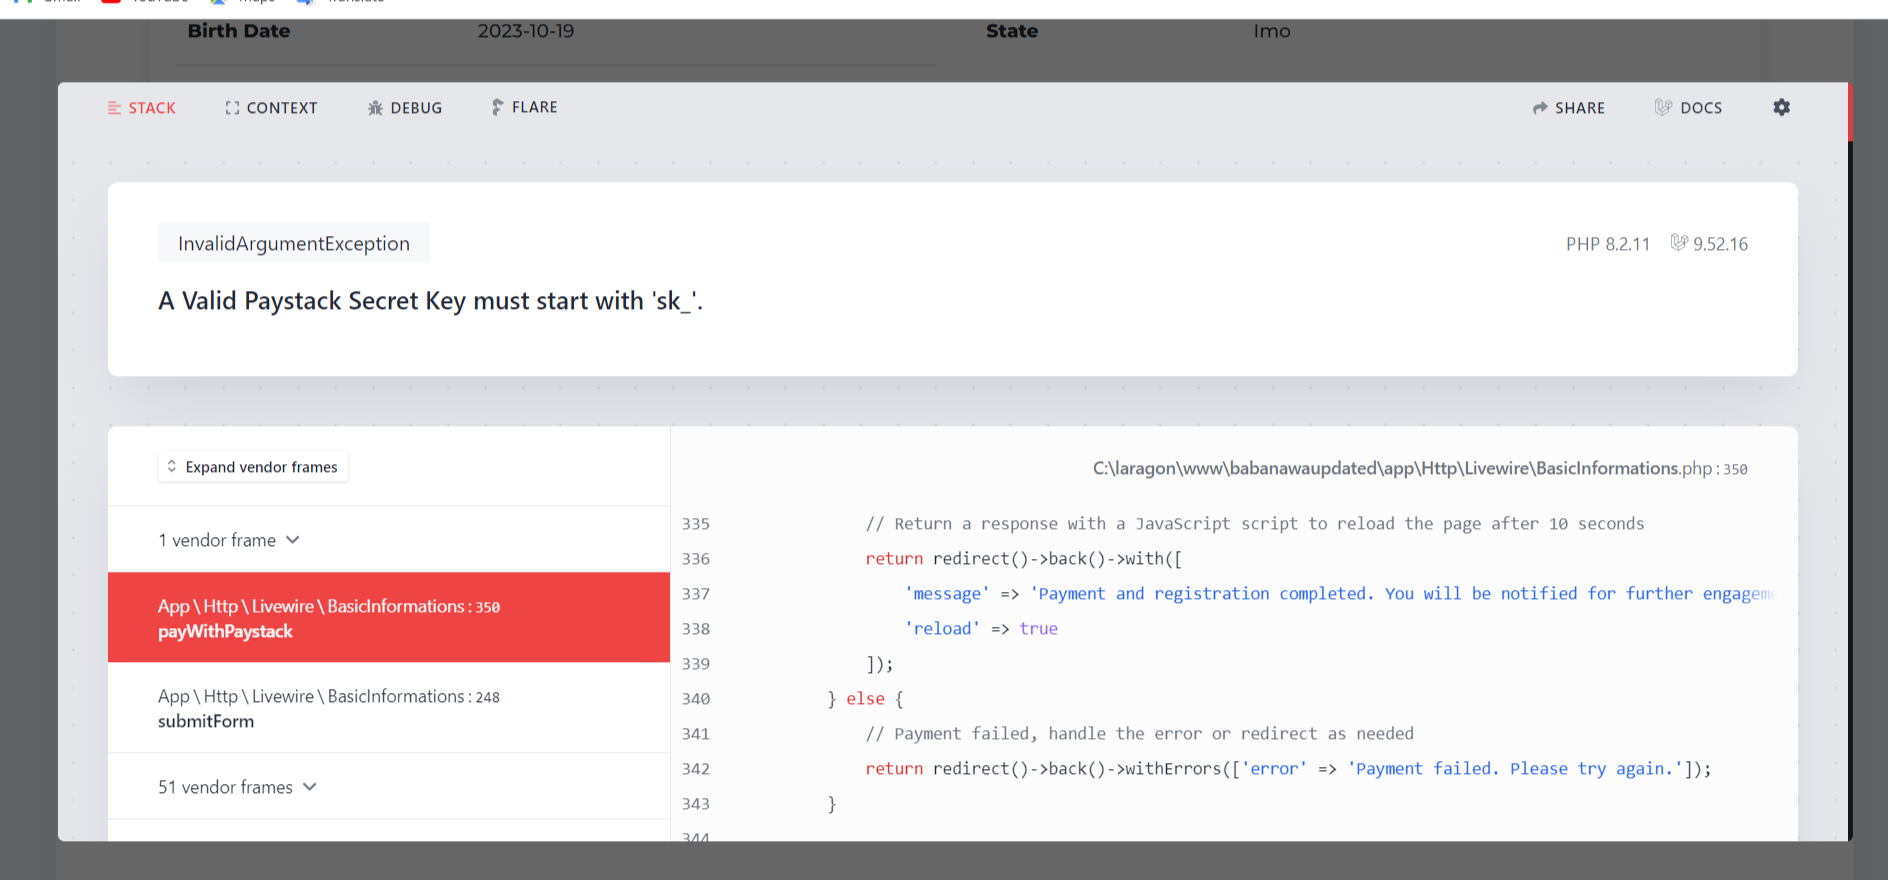 Birth Date 2023-10-19 State Imo
STACK CONTEXT DEBUG FLARE SHARE DOCS
InvalidArgumentException PHP 8.2.11 9.52.16
A Valid Paystack Secret Key must start with 'sk_'.
Expand vendor frames
1 vendor frame
App\Http\Livewire\BasicInformations:350
payWithPaystack
App\Http\Livewire\BasicInformations:248
submitForm
51 vendor frames
C:\laragon\www\babanawaupdated\app\Http\Livewire\BasicInformations.php:350
335 // Return a response with a JavaScript script to reload the page after 10 seconds
336 return redirect()->back()->with([
337 'message' => 'Payment and registration completed. You will be notified for further engageme
338 'reload' => true
339 ]);
340 } else {
341 // Payment failed, handle the error or redirect as needed
342 return redirect()->back()->withErrors(['error' => 'Payment failed. Please try again.']);
343 }
344